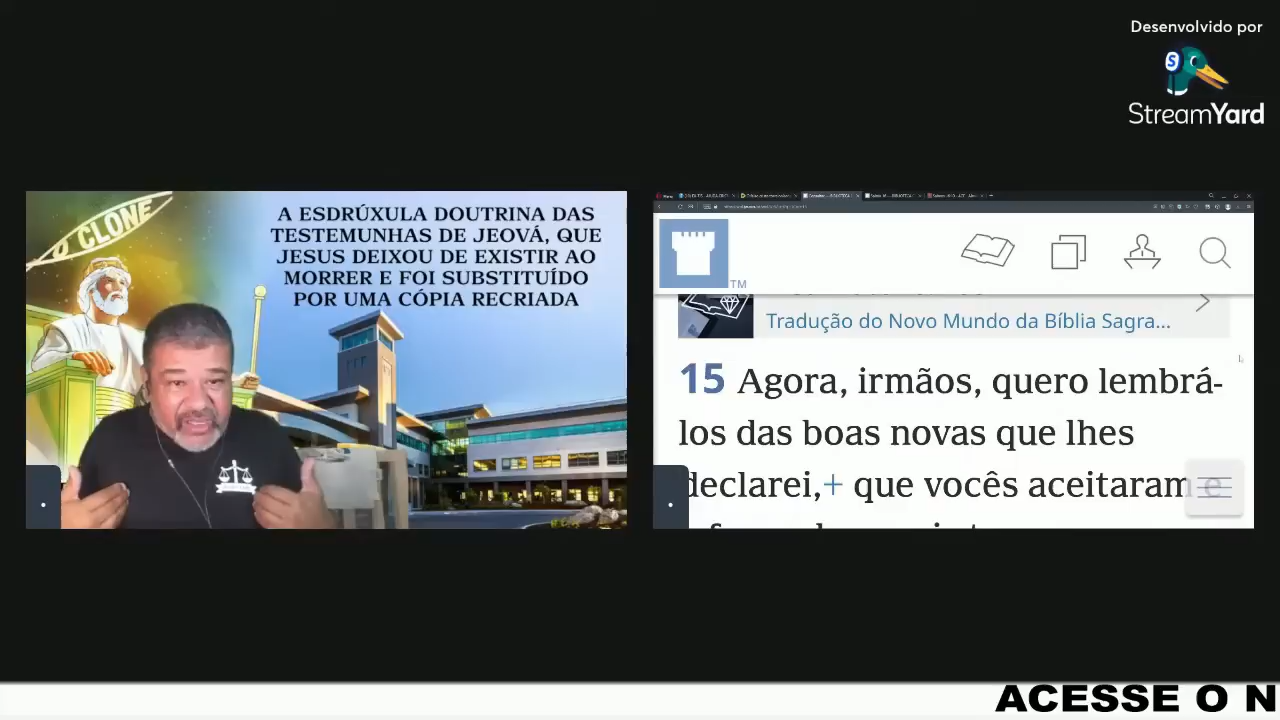 Desenvolvido por
StreamYard
O CLONE
A ESDRÚXULA DOUTRINA DAS
TESTEMUNHAS DE JEOVÁ, QUE
JESUS DEIXOU DE EXISTIR AO
MORRER E FOI SUBSTITUÍDO
POR UMA CÓPIA RECRIADA
TM
Tradução do Novo Mundo da Bíblia Sagra...
15 Agora, irmãos, quero lembrá-
los das boas novas que lhes
declarei,+ que vocês aceitaram e
ACESSE O N